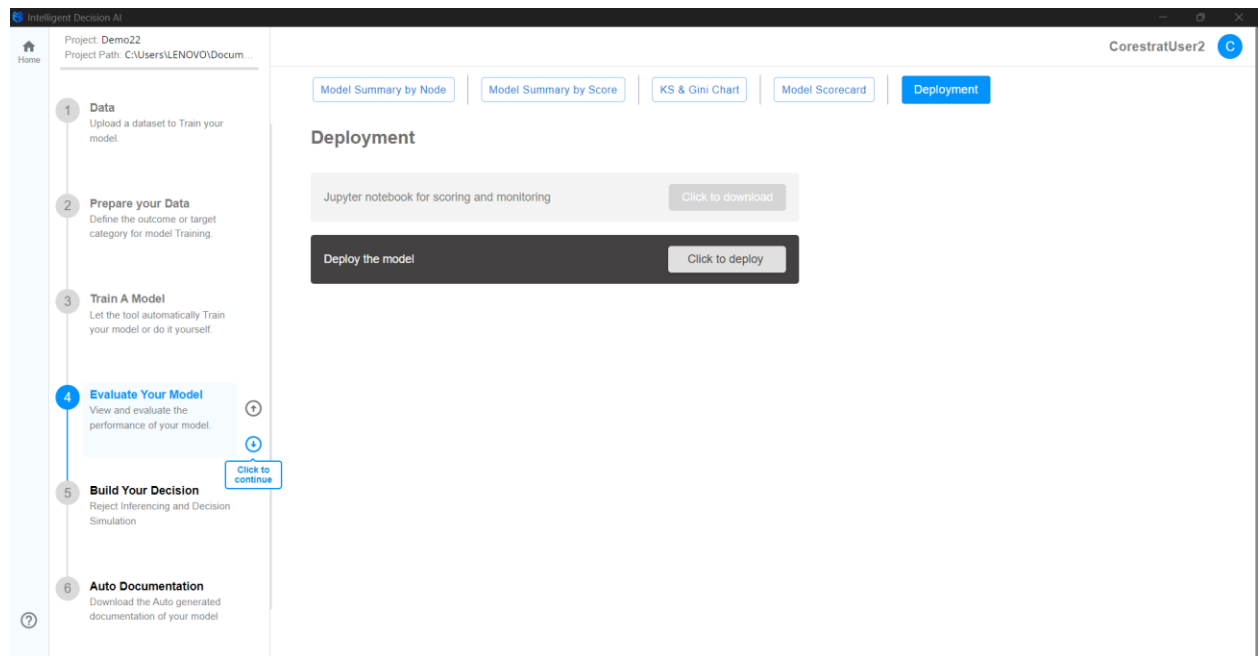 Intelligent Decision AI
Home
Project: Demo22
Project Path: C:\Users\LENOVO\Docum...
CorestratUser2
C
1
Data
Upload a dataset to Train your
model.
2
Prepare your Data
Define the outcome or target
category for model Training.
3
Train A Model
Let the tool automatically Train
your model or do it yourself.
4
Evaluate Your Model
View and evaluate the
performance of your model.
Click to
continue
5
Build Your Decision
Reject Inferencing and Decision
Simulation
6
Auto Documentation
Download the Auto generated
documentation of your model
?
Model Summary by Node
Model Summary by Score
KS & Gini Chart
Model Scorecard
Deployment
Deployment
Jupyter notebook for scoring and monitoring
Click to download
Deploy the model
Click to deploy